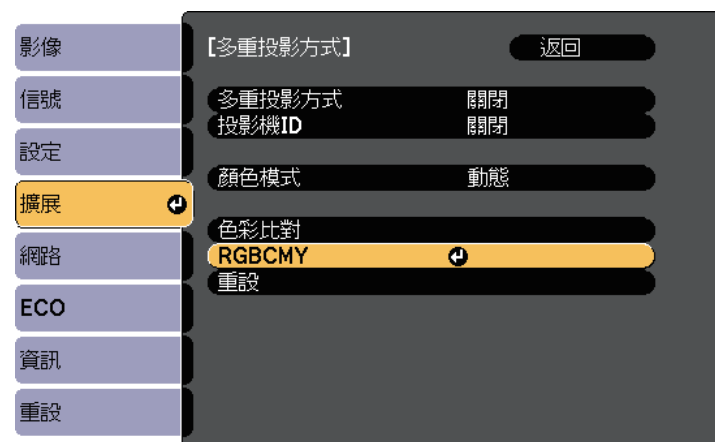 影像
信號
設定
擴展
網路
ECO
資訊
重設
[多重投影方式] 返回
多重投影方式 關閉
投影機ID 關閉
顏色模式 動態
色彩比對
RGBCMY
重設